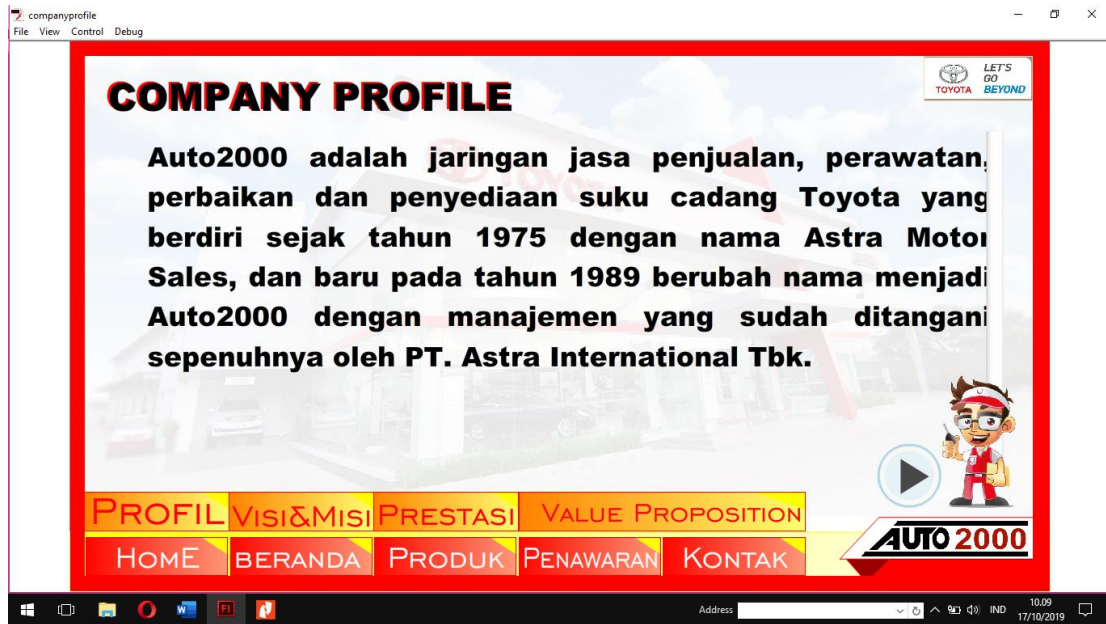 companyprofile
File View Control Debug
COMPANY PROFILE
TOYOTA
LET'S
GO
BEYOND
Auto2000 adalah jaringan jasa penjualan, perawatan,
perbaikan dan penyediaan suku cadang Toyota yang
berdiri sejak tahun 1975 dengan nama Astra Motor
Sales, dan baru pada tahun 1989 berubah nama menjadi
Auto2000 dengan manajemen yang sudah ditangani
sepenuhnya oleh PT. Astra International Tbk.
PROFIL VISI&MISI PRESTASI VALUE PROPOSITION
HOME BERANDA PRODUK PENAWARAN KONTAK
AUTO 2000
Address
IND
10.09
17/10/2019